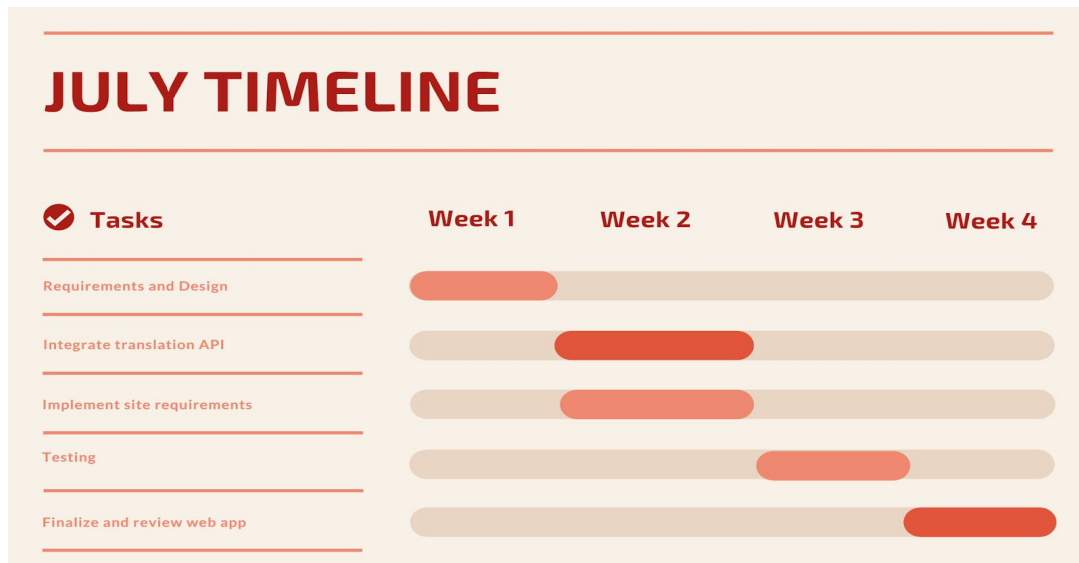 JULY TIMELINE
Tasks Week 1 Week 2 Week 3 Week 4
Requirements and Design
Integrate translation API
Implement site requirements
Testing
Finalize and review web app